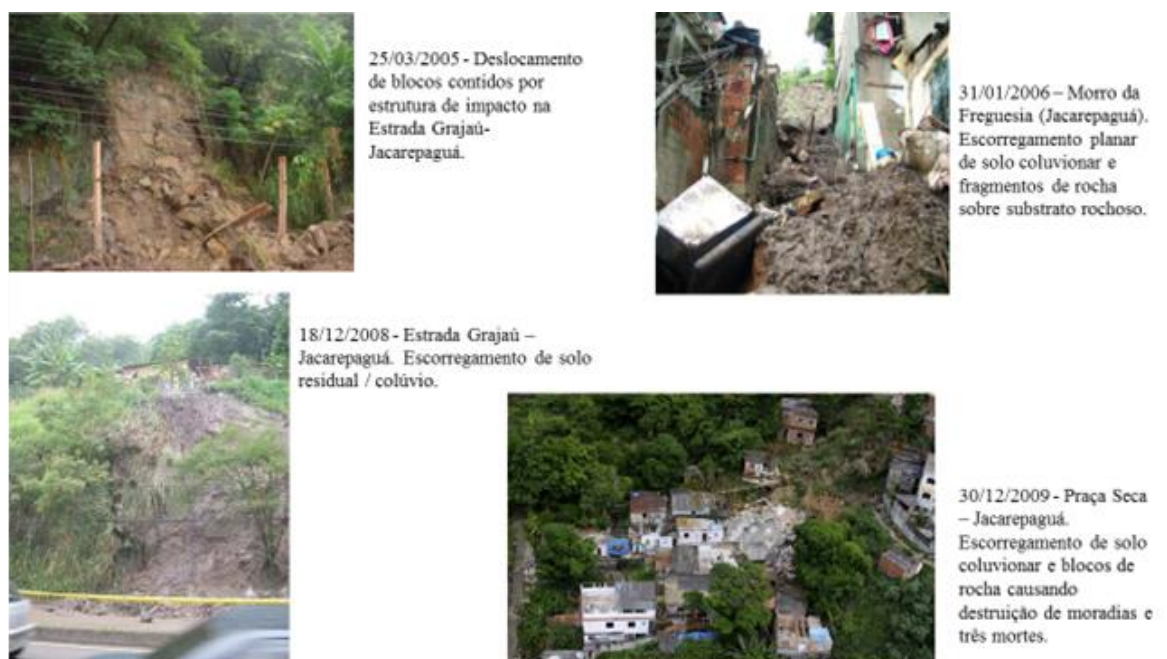 25/03/2005 - Deslocamento
de blocos contidos por
estrutura de impacto na
Estrada Grajaú-
Jacarepaguá.
31/01/2006 – Morro da
Freguesia (Jacarepaguá).
Escorregamento planar
de solo coluvionar e
fragmentos de rocha
sobre substrato rochoso.
18/12/2008 - Estrada Grajaú –
Jacarepaguá. Escorregamento de solo
residual / colúvio.
30/12/2009 - Praça Seca
– Jacarepaguá.
Escorregamento de solo
coluvionar e blocos de
rocha causando
destruição de moradias e
três mortes.